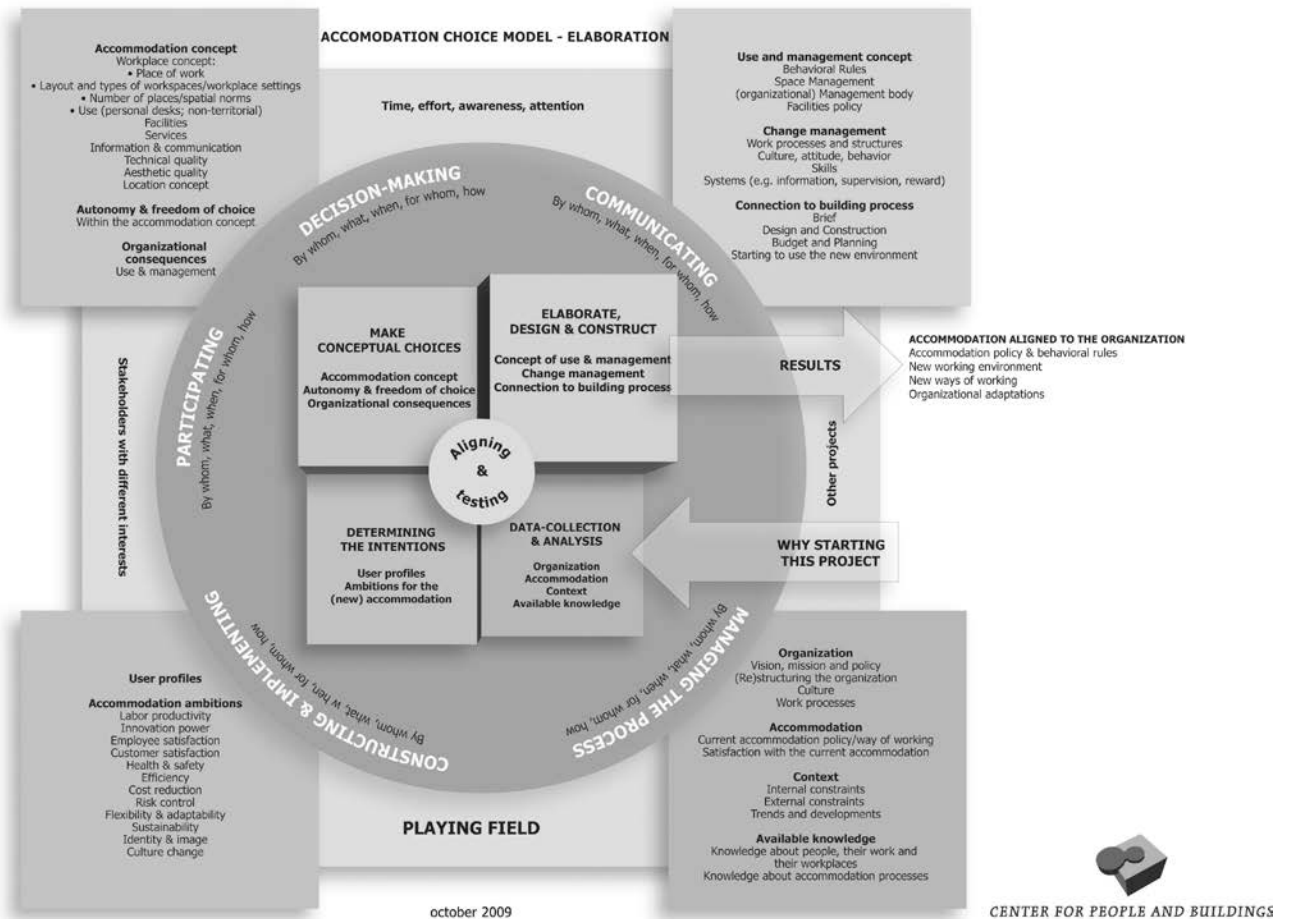 ACCOMODATION CHOICE MODEL - ELABORATION
Accommodation concept
Workplace concept:
• Place of work
• Layout and types of workspaces/workplace settings
• Number of places/spatial norms
• Use (personal desks; non-territorial)
Facilities
Services
Information & communication
Technical quality
Aesthetic quality
Location concept
Autonomy & freedom of choice
Within the accommodation concept
Organizational
consequences
Use & management
Time, effort, awareness, attention
Use and management concept
Behavioral Rules
Space Management
(organizational) Management body
Facilities policy
Change management
Work processes and structures
Culture, attitude, behavior
Skills
Systems (e.g. information, supervision, reward)
Connection to building process
Brief
Design and Construction
Budget and Planning
Starting to use the new environment
DECISION-MAKING
By whom, what, when, for whom, how
COMMUNICATING
By whom, what, when, for whom, how
PARTICIPATING
By whom, what, when, for whom, how
Stakeholders with different interests
MAKE
CONCEPTUAL CHOICES
Accommodation concept
Autonomy & freedom of choice
Organizational consequences
ELABORATE,
DESIGN & CONSTRUCT
Concept of use & management
Change management
Connection to building process
RESULTS
ACCOMMODATION ALIGNED TO THE ORGANIZATION
Accommodation policy & behavioral rules
New working environment
New ways of working
Organizational adaptations
Aligning
&
testing
Other projects
DETERMINING
THE INTENTIONS
User profiles
Ambitions for the
(new) accommodation
DATA-COLLECTION
& ANALYSIS
Organization
Accommodation
Context
Available knowledge
WHY STARTING
THIS PROJECT
CONSTRUCTING & IMPLEMENTING
By whom, what, w hen, for whom, how
MANAGING THE PROCESS
By whom, what, when, for whom, how
User profiles
Accommodation ambitions
Labor productivity
Innovation power
Employee satisfaction
Customer satisfaction
Health & safety
Efficiency
Cost reduction
Risk control
Flexibility & adaptability
Sustainability
Identity & image
Culture change
PLAYING FIELD
Organization
Vision, mission and policy
(Re)structuring the organization
Culture
Work processes
Accommodation
Current accommodation policy/way of working
Satisfaction with the current accommodation
Context
Internal constraints
External constraints
Trends and developments
Available knowledge
Knowledge about people, their work and
their workplaces
Knowledge about accommodation processes
october 2009
CENTER FOR PEOPLE AND BUILDINGS